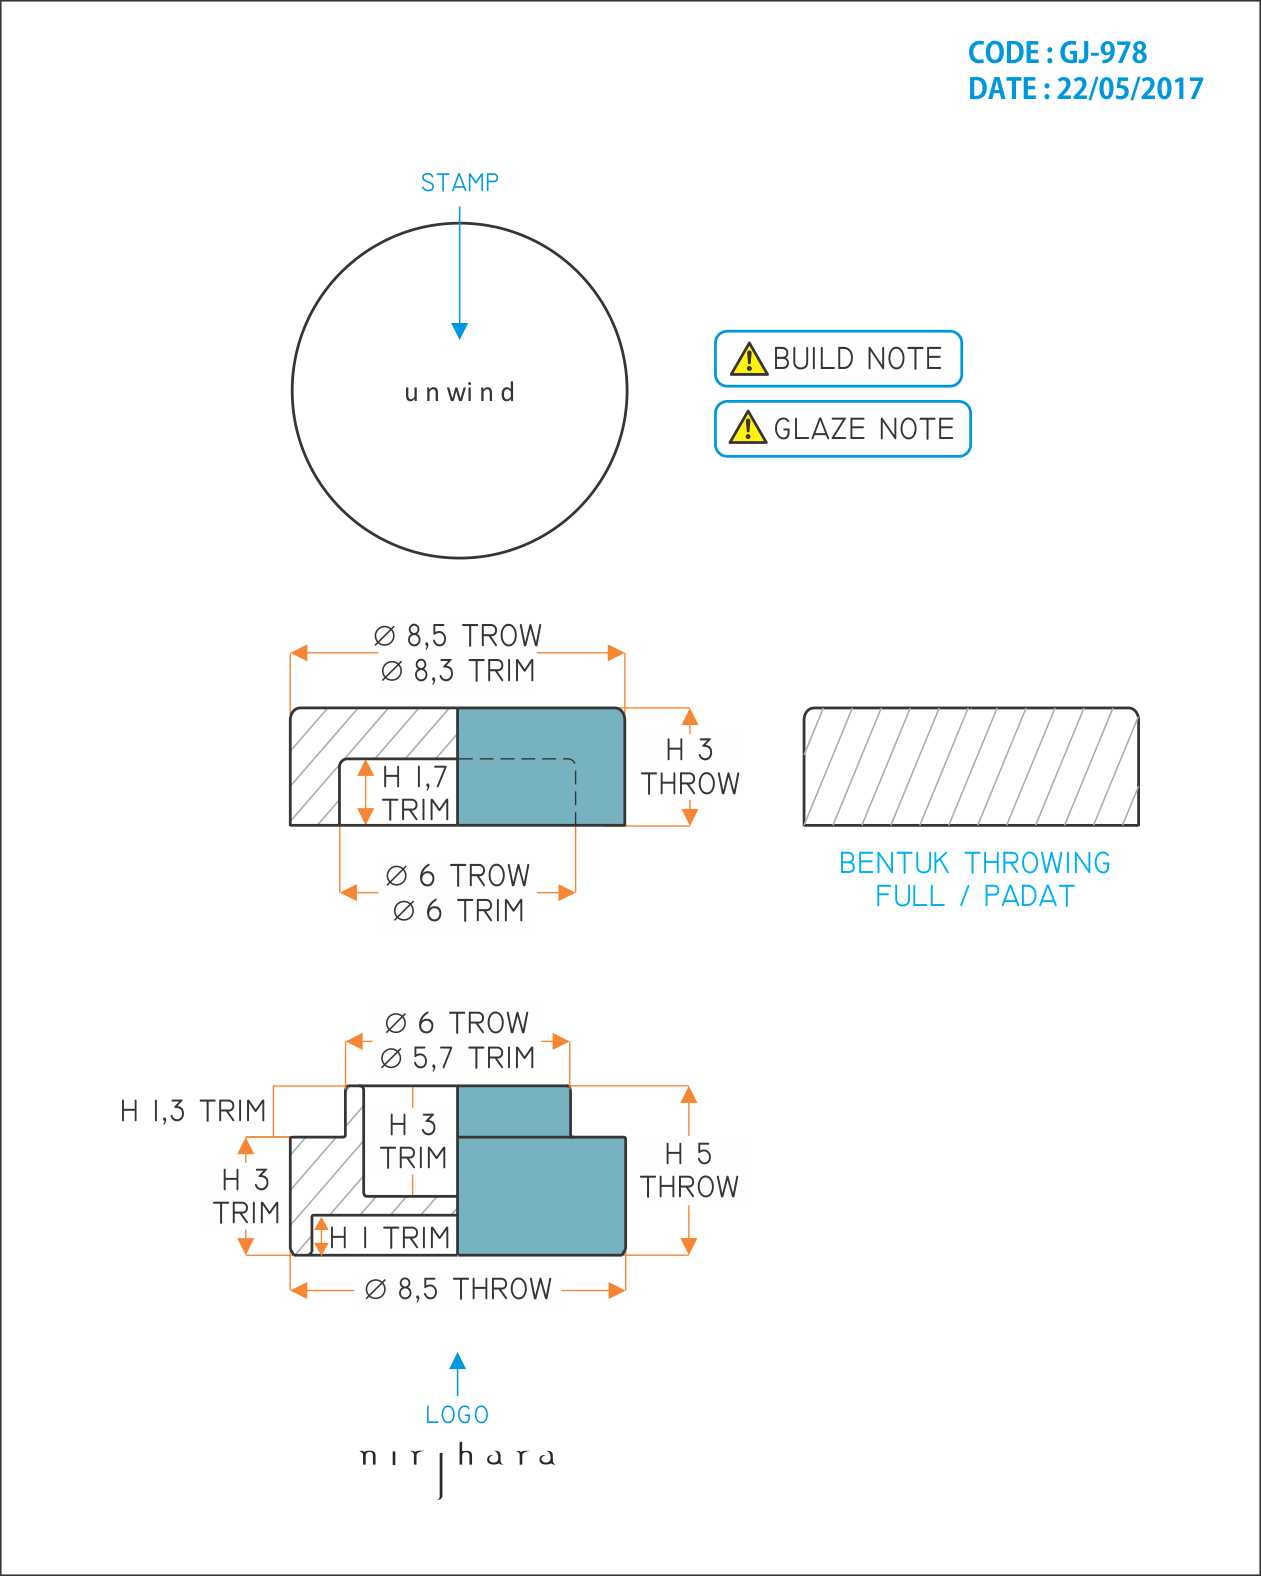 CODE : GJ-978
DATE : 22/05/2017
STAMP
unwind
BUILD NOTE
GLAZE NOTE
Ø 8,5 TROW
Ø 8,3 TRIM
H 3
THROW
H 1,7
TRIM
Ø 6 TROW
Ø 6 TRIM
BENTUK THROWING
FULL / PADAT
Ø 6 TROW
Ø 5,7 TRIM
H 1,3 TRIM
H 3
TRIM
H 3
TRIM
H 5
THROW
H 1 TRIM
Ø 8,5 THROW
LOGO
nirjhara